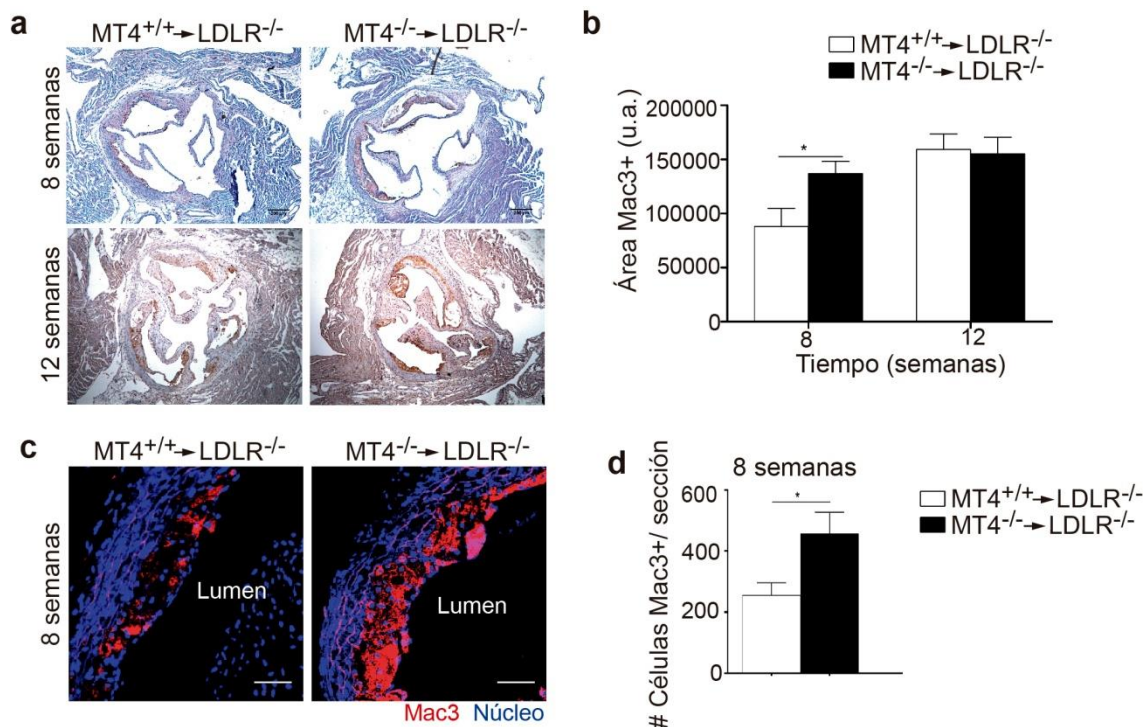 a
MT4+/+→LDLR-/- MT4-/-→LDLR-/-
8 semanas
12 semanas
b
MT4+/+→LDLR-/-
MT4-/-→LDLR-/-
Área Mac3+ (u.a.)
200000
150000
100000
50000
0
*
8 12
Tiempo (semanas)
c
MT4+/+→LDLR-/- MT4-/-→LDLR-/-
8 semanas
Lumen Lumen
Mac3 Núcleo
d
8 semanas
# Células Mac3+/ sección
600
400
200
0
*
MT4+/+→LDLR-/-
MT4-/-→LDLR-/-